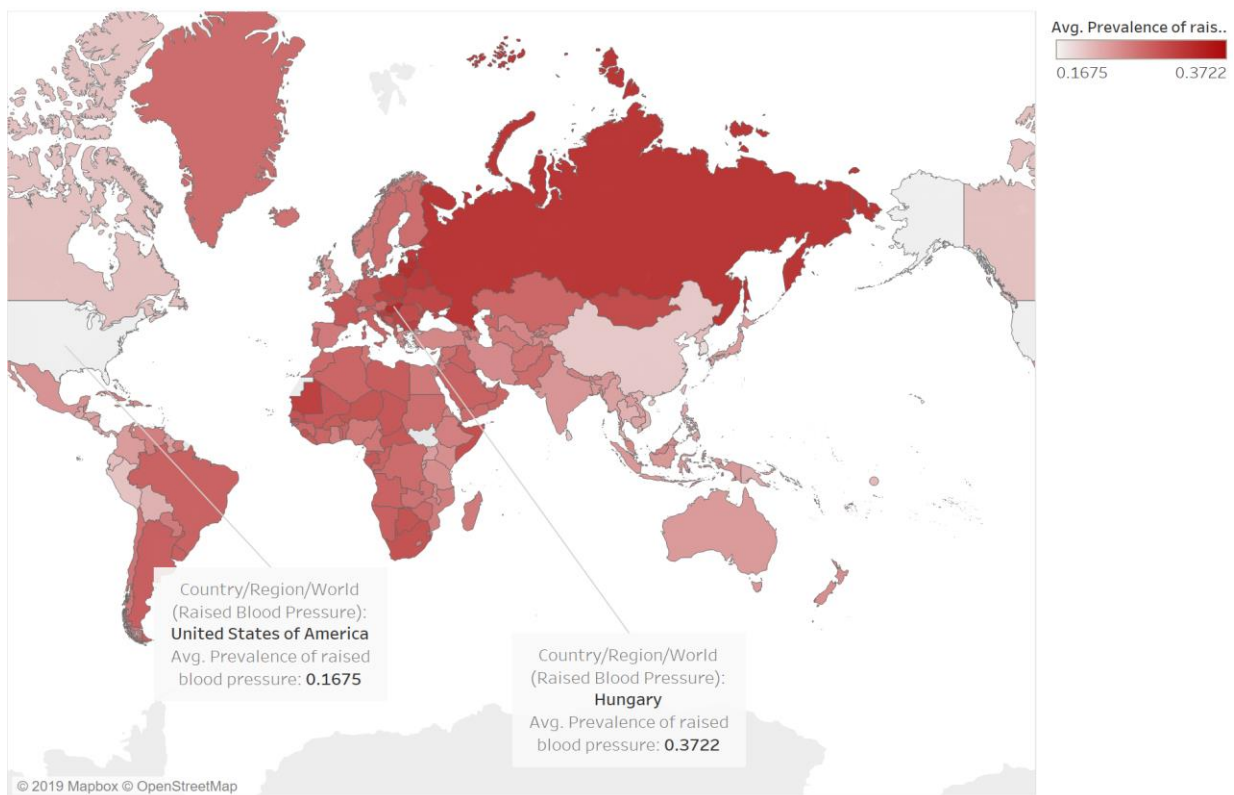 Avg. Prevalence of rais..
0.1675 0.3722
Country/Region/World
(Raised Blood Pressure):
United States of America
Avg. Prevalence of raised
blood pressure: 0.1675
Country/Region/World
(Raised Blood Pressure):
Hungary
Avg. Prevalence of raised
blood pressure: 0.3722
© 2019 Mapbox © OpenStreetMap